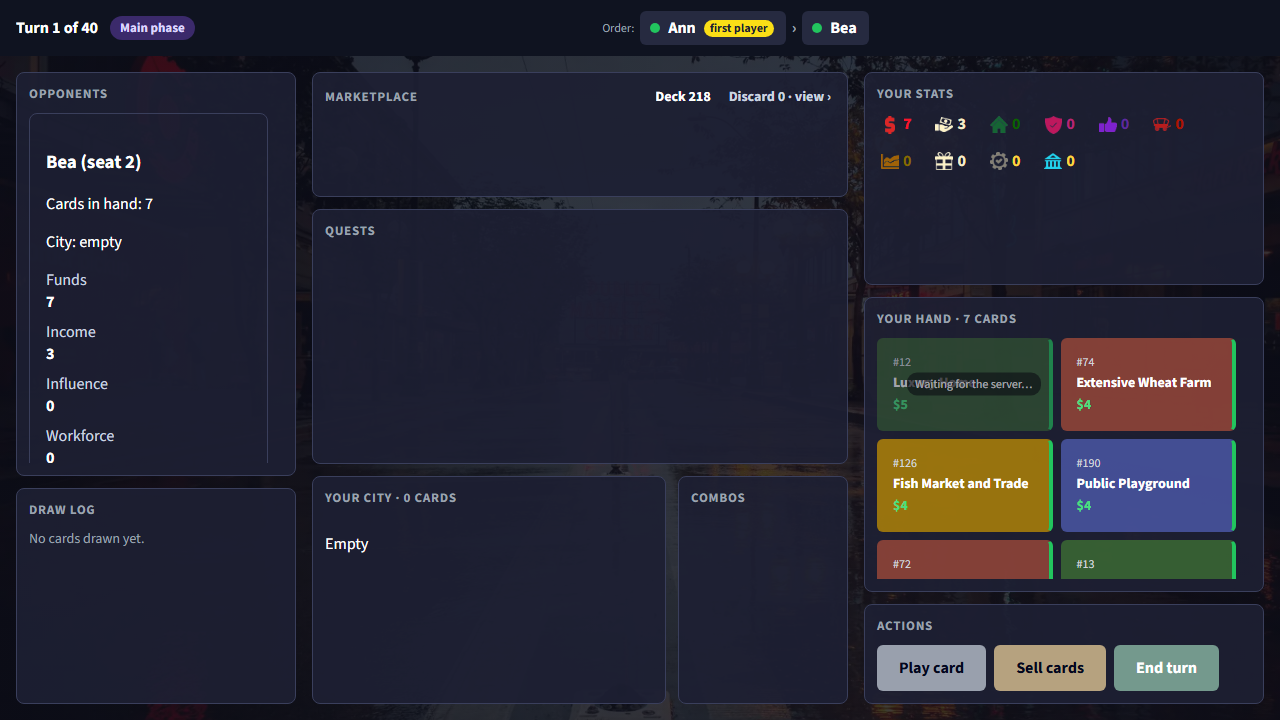 Turn 1 of 40
Main phase
Order:
Ann
first player
›
Bea
OPPONENTS
Bea (seat 2)
Cards in hand: 7
City: empty
Funds
7
Income
3
Influence
0
Workforce
0
DRAW LOG
No cards drawn yet.
MARKETPLACE
Deck 218
Discard 0 · view ›
QUESTS
YOUR CITY · 0 CARDS
Empty
COMBOS
YOUR STATS
7 3 0 0 0 0
0 0 0 0
YOUR HAND · 7 CARDS
#12
Waiting for the server…
$5
#74
Extensive Wheat Farm
$4
#126
Fish Market and Trade
$4
#190
Public Playground
$4
#72
#13
ACTIONS
Play card
Sell cards
End turn